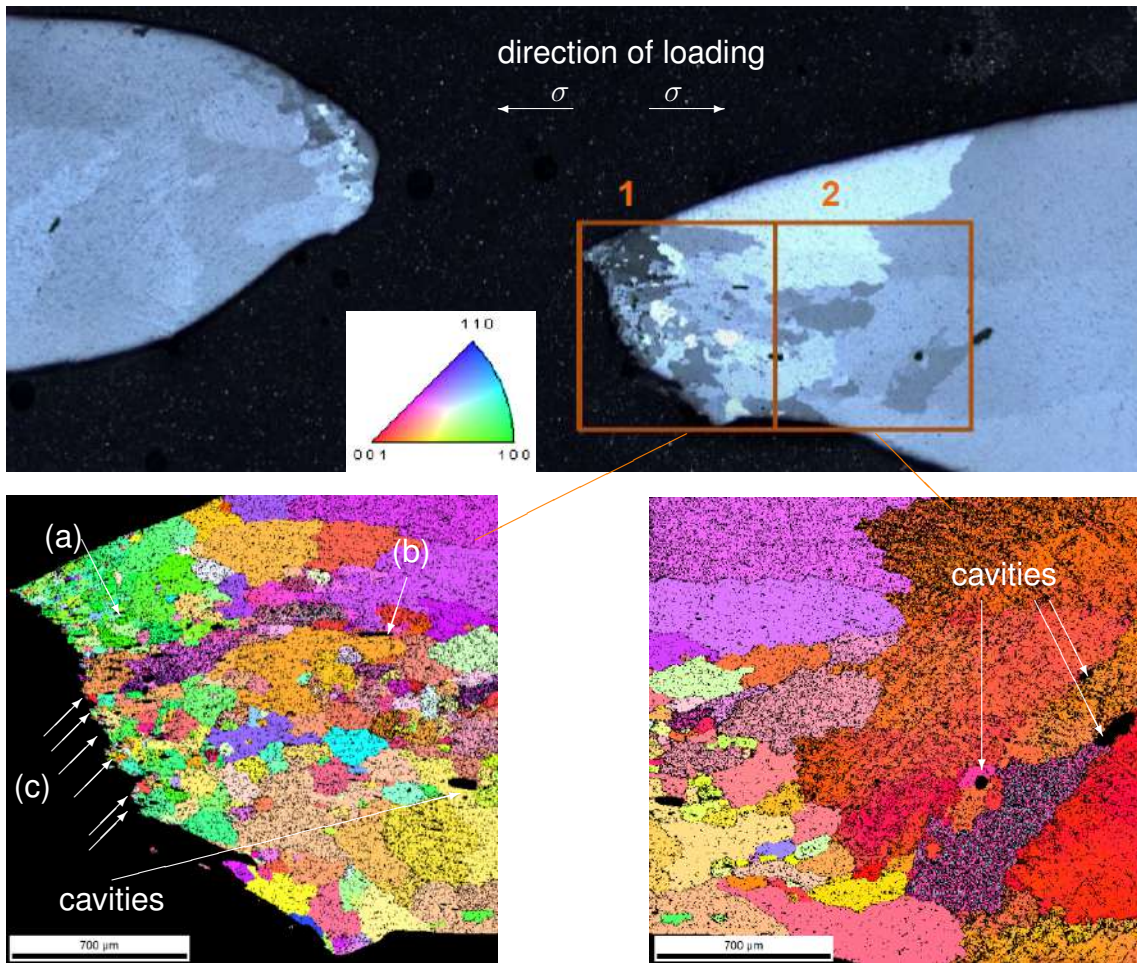 direction of loading
σ σ
1 2
110
001 100
(a)
(b)
(c)
cavities
700 µm
cavities
700 µm